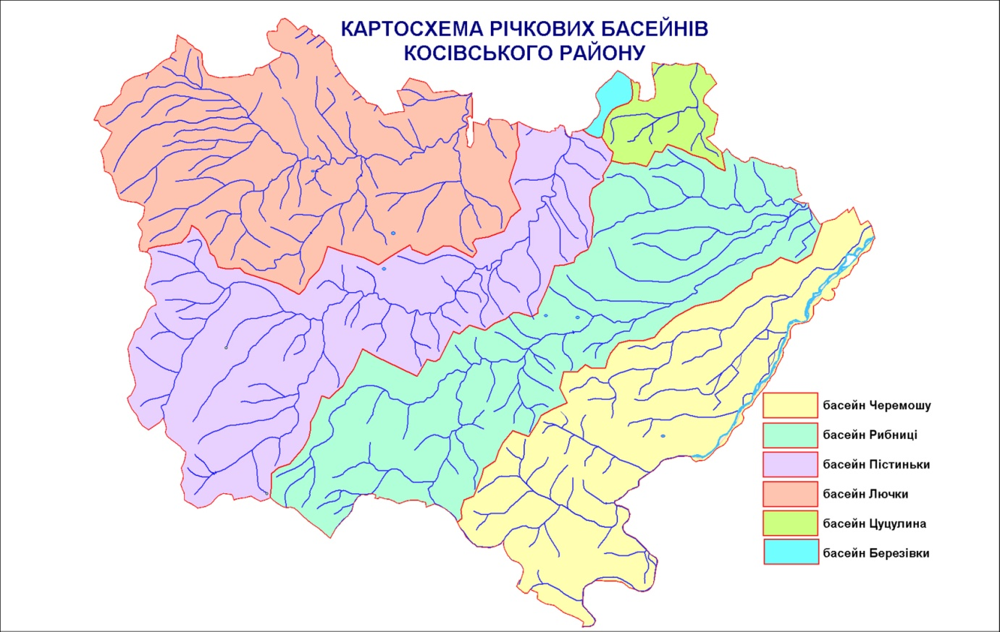 КАРТОСХЕМА РІЧКОВИХ БАСЕЙНІВ
КОСІВСЬКОГО РАЙОНУ
басейн Черемошу
басейн Рибниці
басейн Пістиньки
басейн Лючки
басейн Цуцулина
басейн Березівки